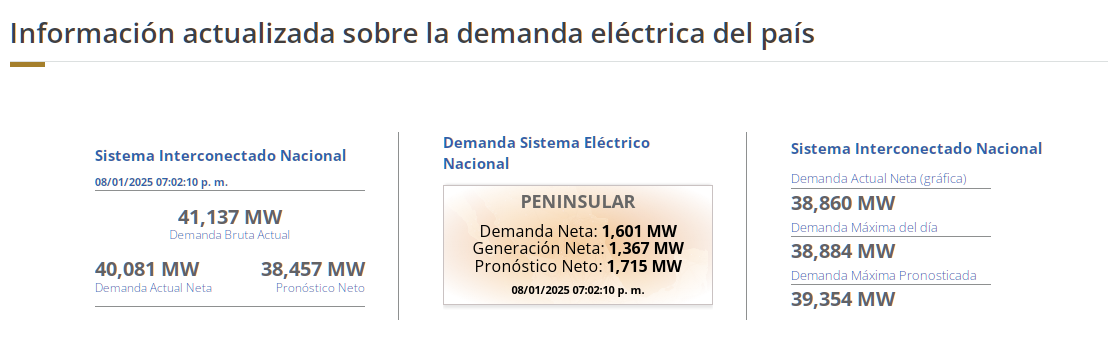 Información actualizada sobre la demanda eléctrica del país
Sistema Interconectado Nacional
08/01/2025 07:02:10 p. m.
41,137 MW
Demanda Bruta Actual
40,081 MW
Demanda Actual Neta
38,457 MW
Pronóstico Neto
Demanda Sistema Eléctrico
Nacional
PENINSULAR
Demanda Neta: 1,601 MW
Generación Neta: 1,367 MW
Pronóstico Neto: 1,715 MW
08/01/2025 07:02:10 p. m.
Sistema Interconectado Nacional
Demanda Actual Neta (gráfica)
38,860 MW
Demanda Máxima del día
38,884 MW
Demanda Máxima Pronosticada
39,354 MW